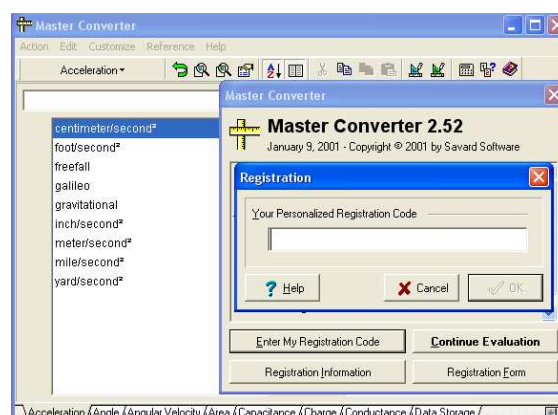 Master Converter
Action Edit Customize Reference Help
Acceleration
centimeter/second²
foot/second²
freefall
galileo
gravitational
inch/second²
meter/second²
mile/second²
yard/second²
Master Converter
Master Converter 2.52
January 9, 2001 - Copyright © 2001 by Savard Software
Registration
Your Personalized Registration Code
? Help
Cancel
OK
Enter My Registration Code
Continue Evaluation
Registration Information
Registration Form
Acceleration Angle Angular Velocity Area Capacitance Charge Conductance Data Storage